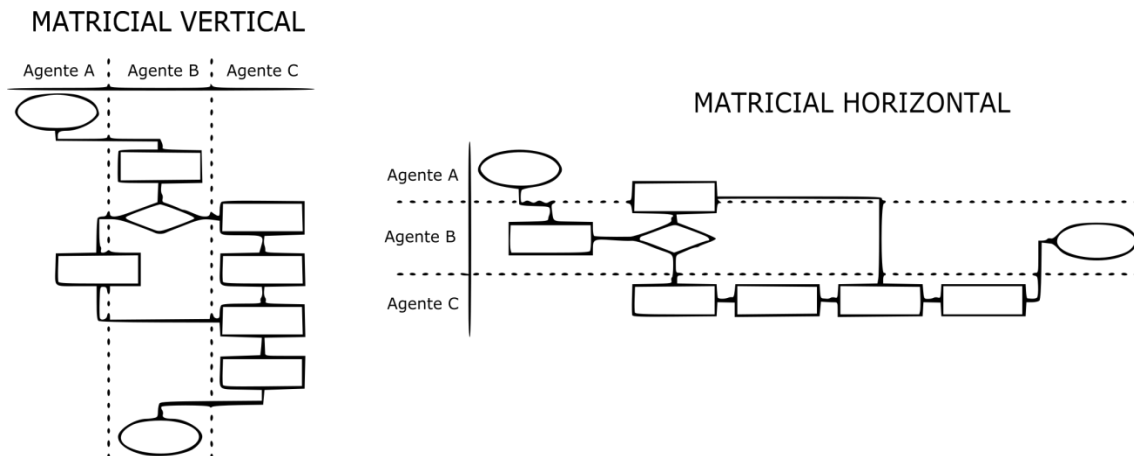 MATRICIAL VERTICAL
Agente A Agente B Agente C
MATRICIAL HORIZONTAL
Agente A
Agente B
Agente C